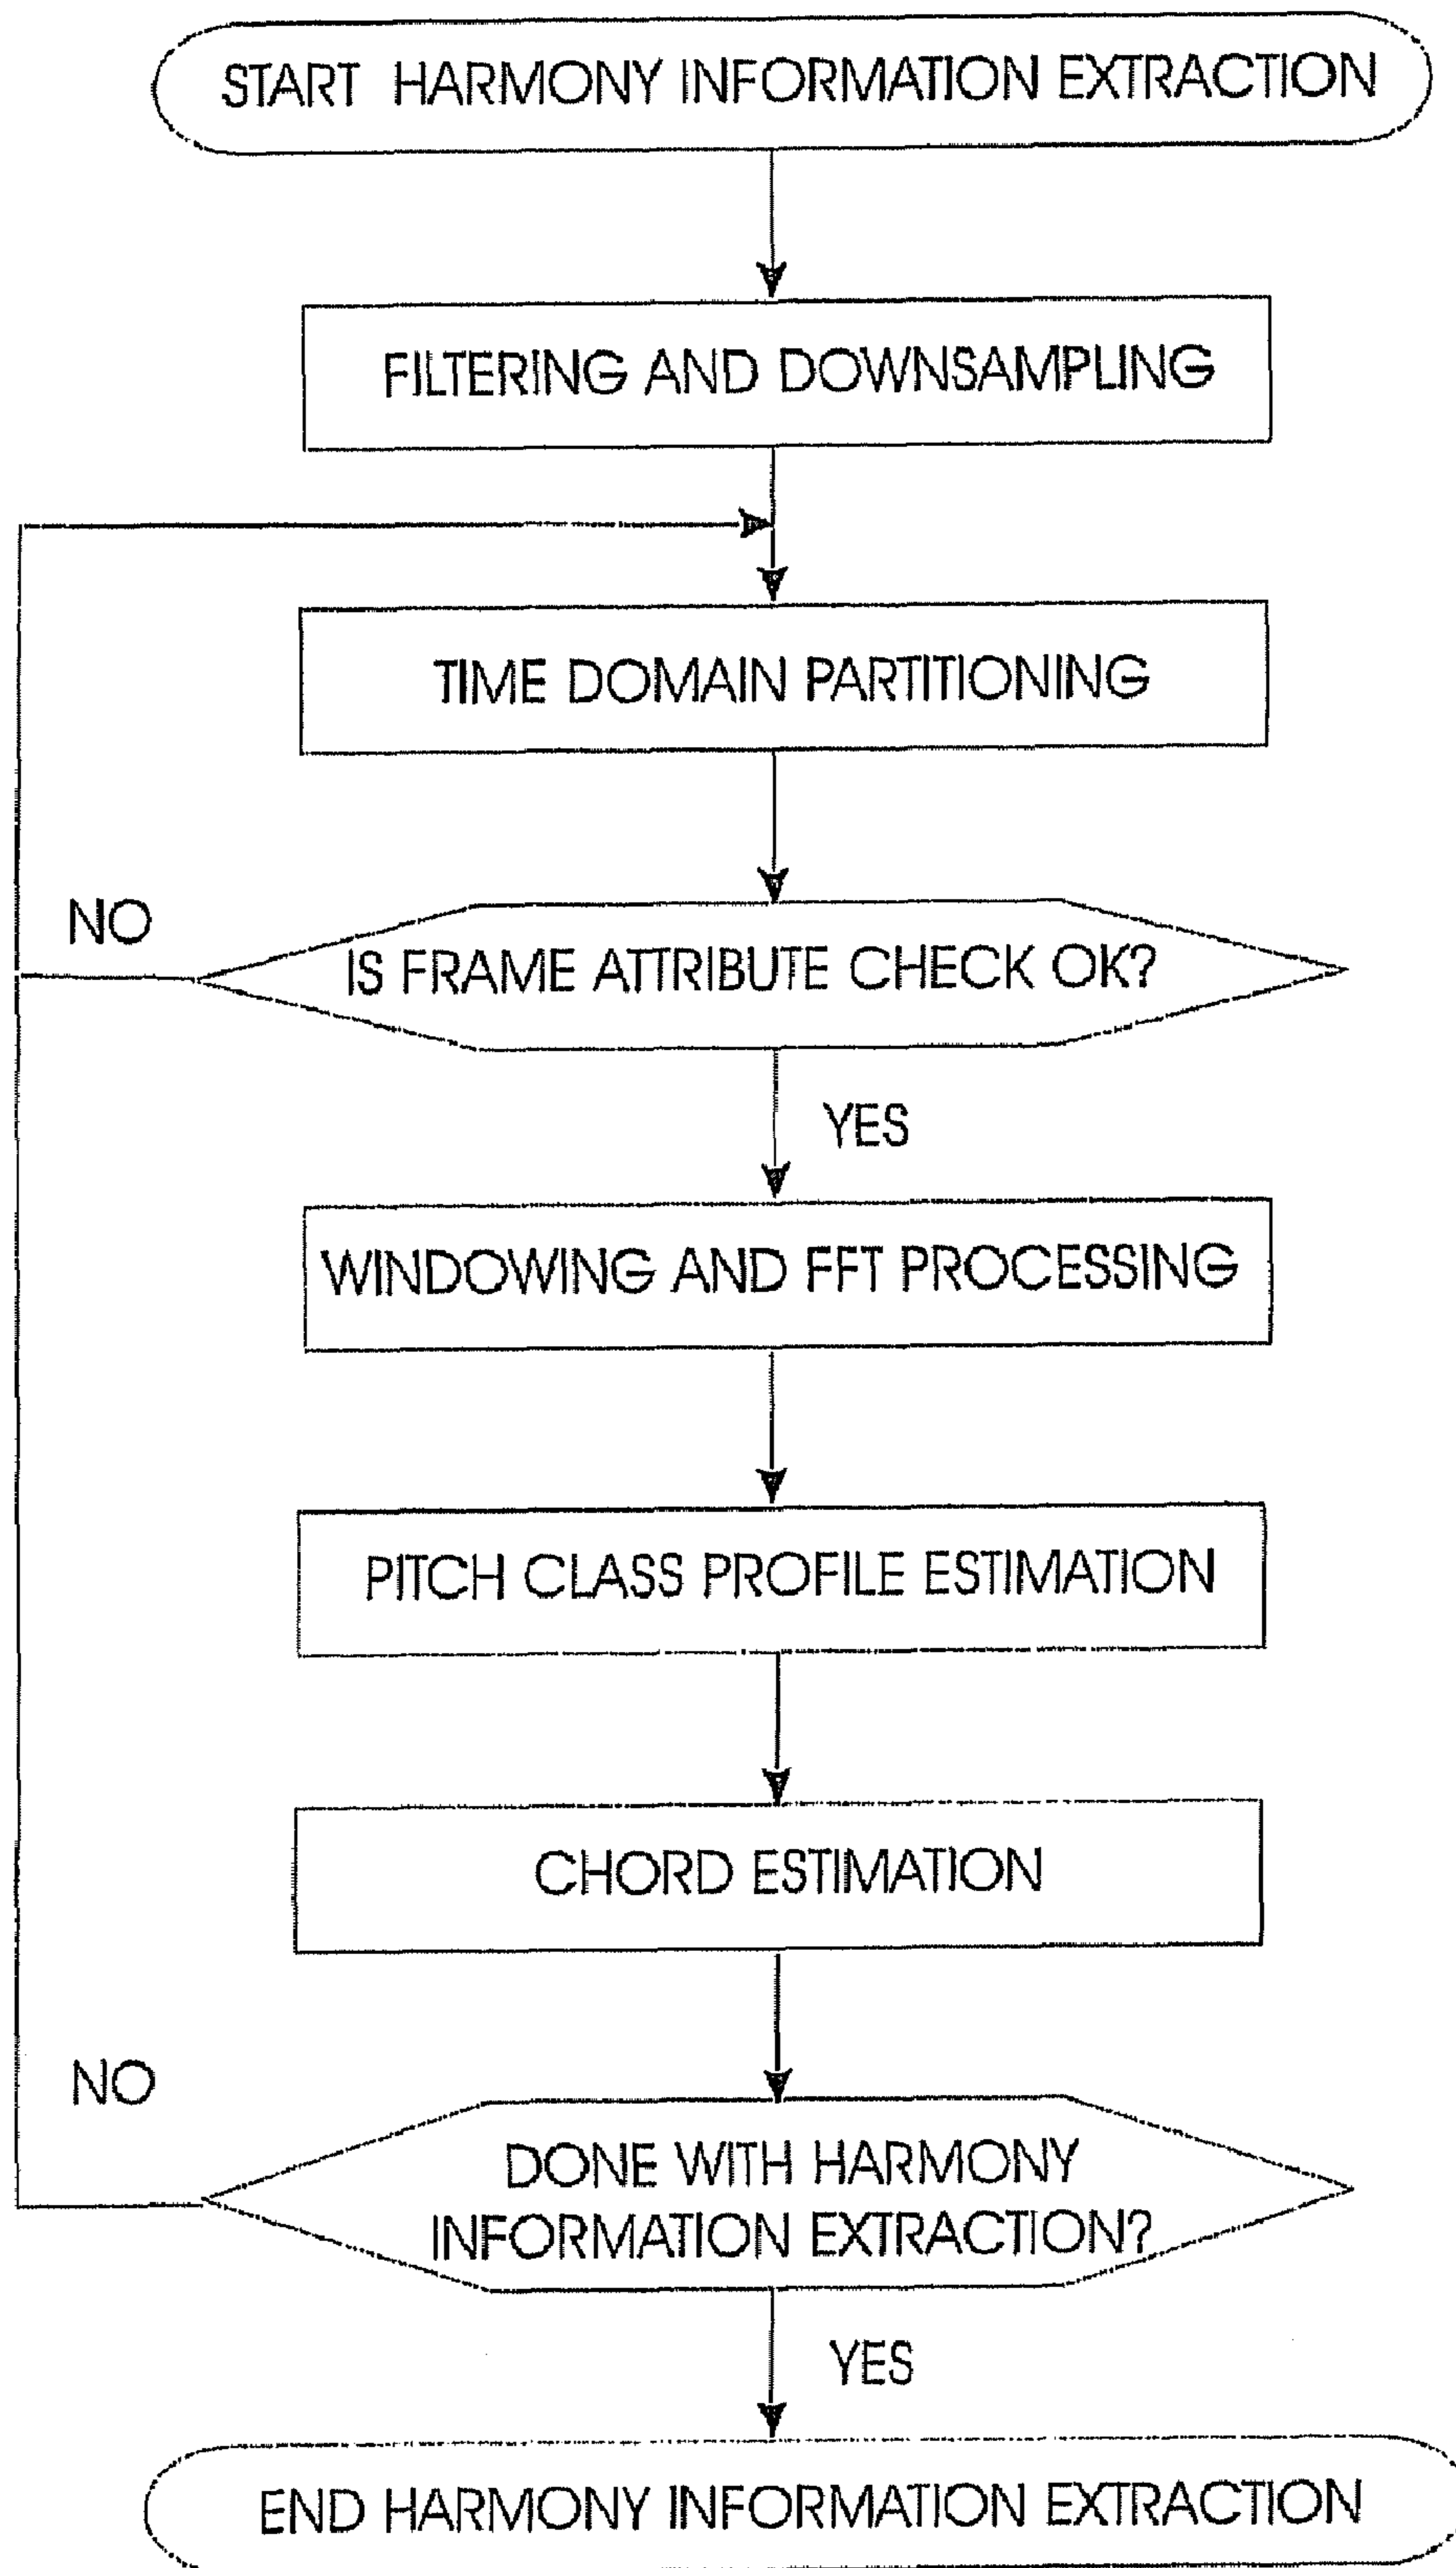 START HARMONY INFORMATION EXTRACTION
FILTERING AND DOWNSAMPLING
TIME DOMAIN PARTITIONING
NO
IS FRAME ATTRIBUTE CHECK OK?
YES
WINDOWING AND FFT PROCESSING
PITCH CLASS PROFILE ESTIMATION
CHORD ESTIMATION
NO
DONE WITH HARMONY
INFORMATION EXTRACTION?
YES
END HARMONY INFORMATION EXTRACTION